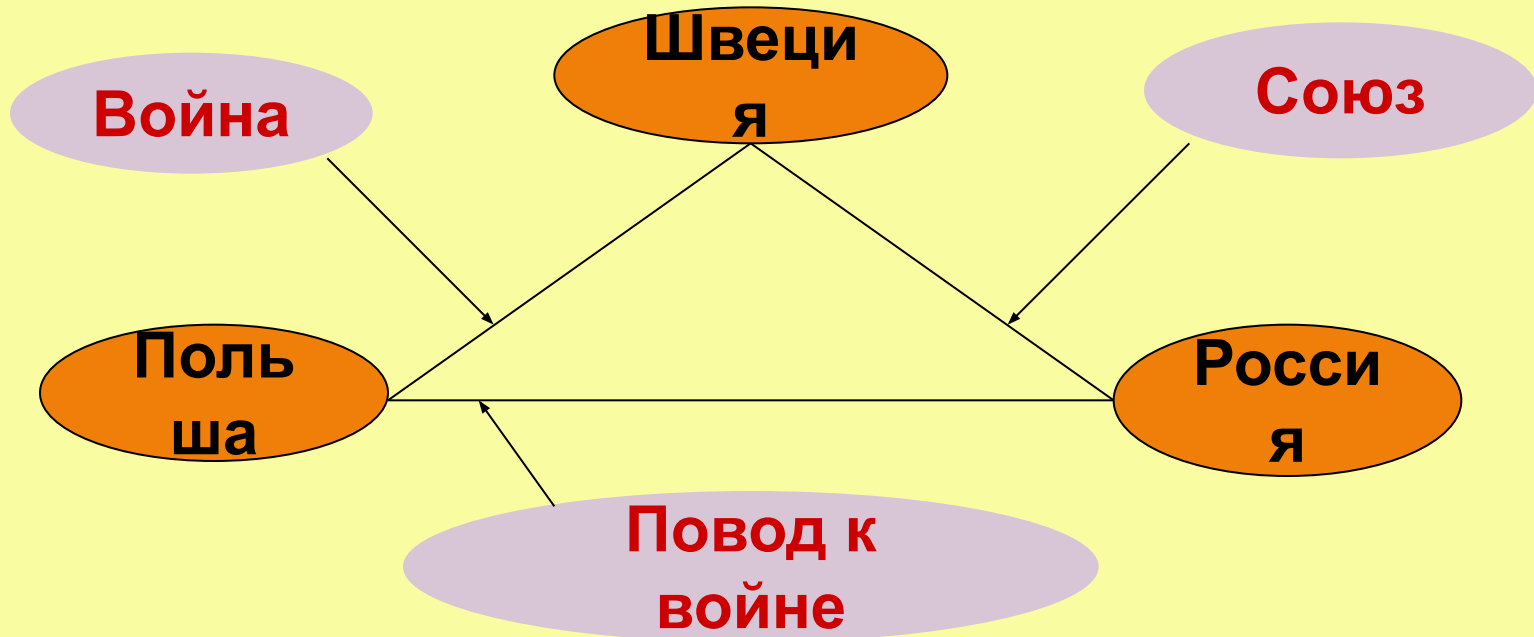 Швеци
я
Война
Союз
Поль
ша
Росси
я
Повод к
войне